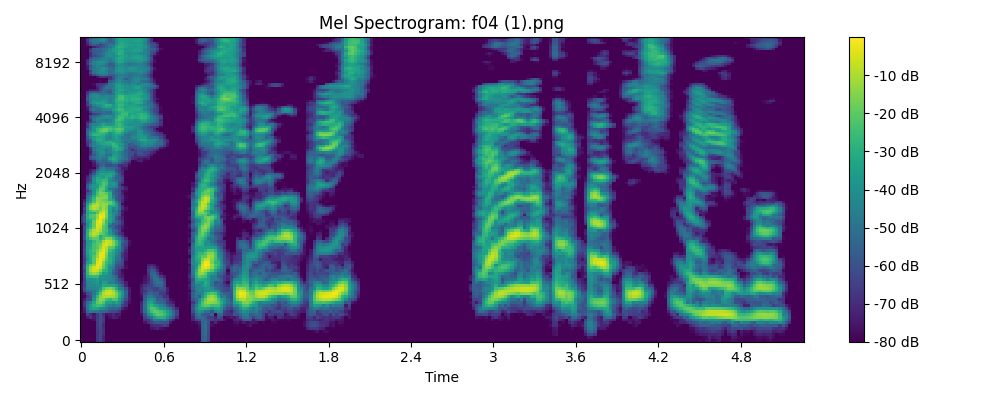 Mel Spectrogram: f04 (1).png
8192
4096
2048
1024
512
0
Hz
0
0.6
1.2
1.8
2.4
3
3.6
4.2
4.8
Time
-10 dB
-20 dB
-30 dB
-40 dB
-50 dB
-60 dB
-70 dB
-80 dB